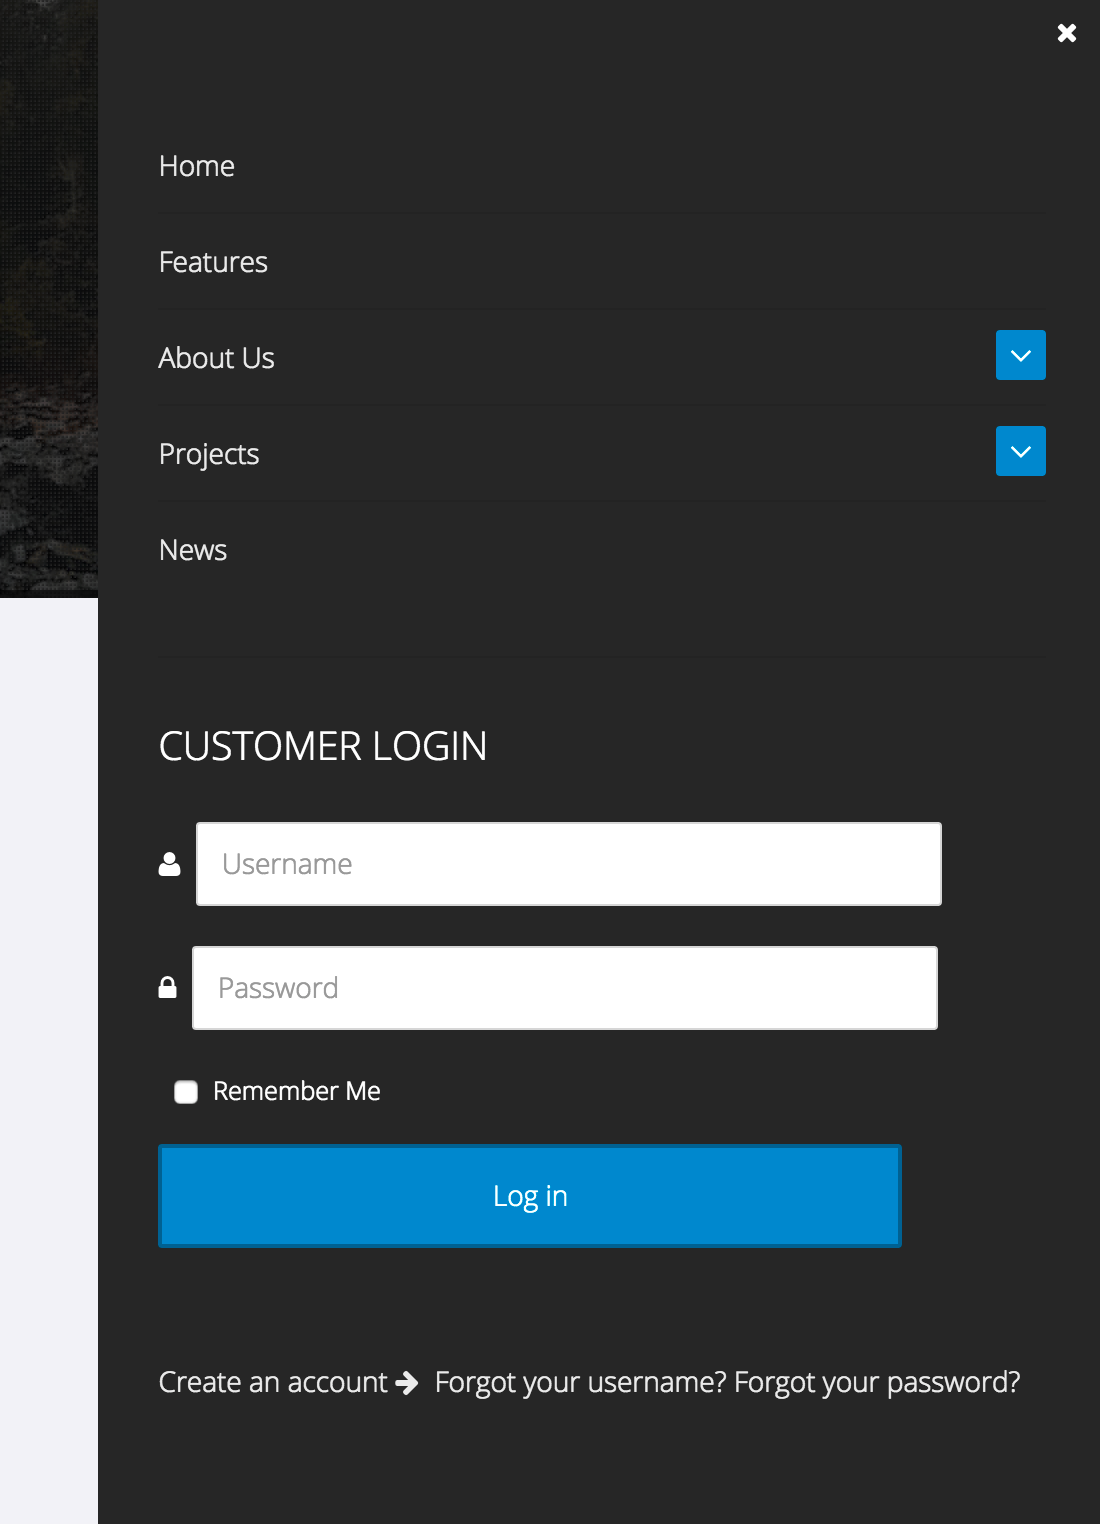 Home
Features
About Us
Projects
News
CUSTOMER LOGIN
Username
Password
Remember Me
Log in
Create an account Forgot your username? Forgot your password?